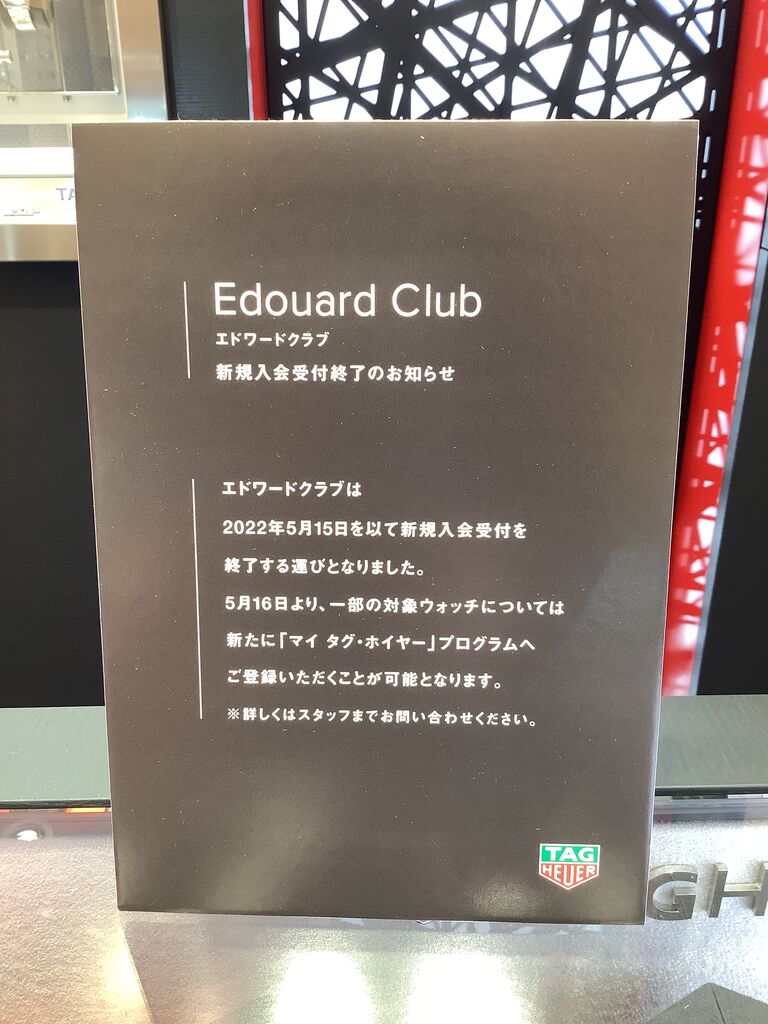 Edouard Club
エドワードクラブ
新規入会受付終了のお知らせ
エドワードクラブは
2022年5月15日を以て新規入会受付を
終了する運びとなりました。
5月16日より、一部の対象ウォッチについては
新たに「マイ タグ・ホイヤー」プログラムへ
ご登録いただくことが可能となります。
※詳しくはスタッフまでお問い合わせください。
TAG
HEUER
GH
TA